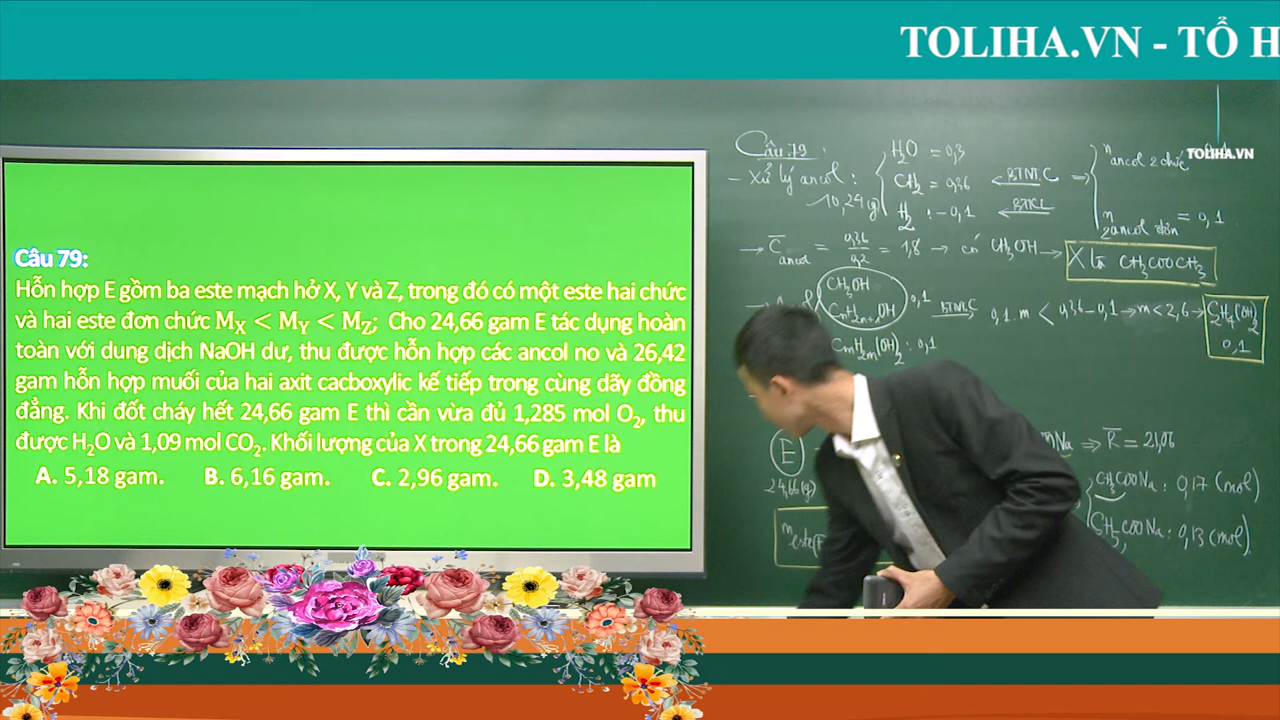 TOLIHA.VN - TỔ H
TOLIHA.VN
Câu 79:
Hỗn hợp E gồm ba este mạch hở X, Y và Z, trong đó có một este hai chức
và hai este đơn chức M_X < M_Y < M_Z; Cho 24,66 gam E tác dụng hoàn
toàn với dung dịch NaOH dư, thu được hỗn hợp các ancol no và 26,42
gam hỗn hợp muối của hai axit cacboxylic kế tiếp trong cùng dãy đồng
đẳng. Khi đốt cháy hết 24,66 gam E thì cần vừa đủ 1,285 mol O₂, thu
được H₂O và 1,09 mol CO₂. Khối lượng của X trong 24,66 gam E là
A. 5,18 gam. B. 6,16 gam. C. 2,96 gam. D. 3,48 gam
Câu 79:
- Xử lý ancol:
10,24(g)
H₂O = 0,3
CH₂ = 0,36 ← BTNT.C ⇒
H₂ : -0,1 ← BTKL
n ancol 2 chức
n 2 ancol đơn = 0,1
→ C̄ ancol = 0,36/0,2 = 1,8 → có CH₃OH → X là CH₃COOCH₃
CH₃OH
CnH2n+1OH 0,1 BTNT.C → 0,1.m < 0,36-0,1 → m < 2,6 → C₂H₄(OH)₂
0,1
CmH2m(OH)₂ : 0,1
E
24,66(g)
Na ⇒ R̄ = 21,06
CH₃COONa : 0,17 (mol)
C₂H₅COONa : 0,13 (mol)
n este